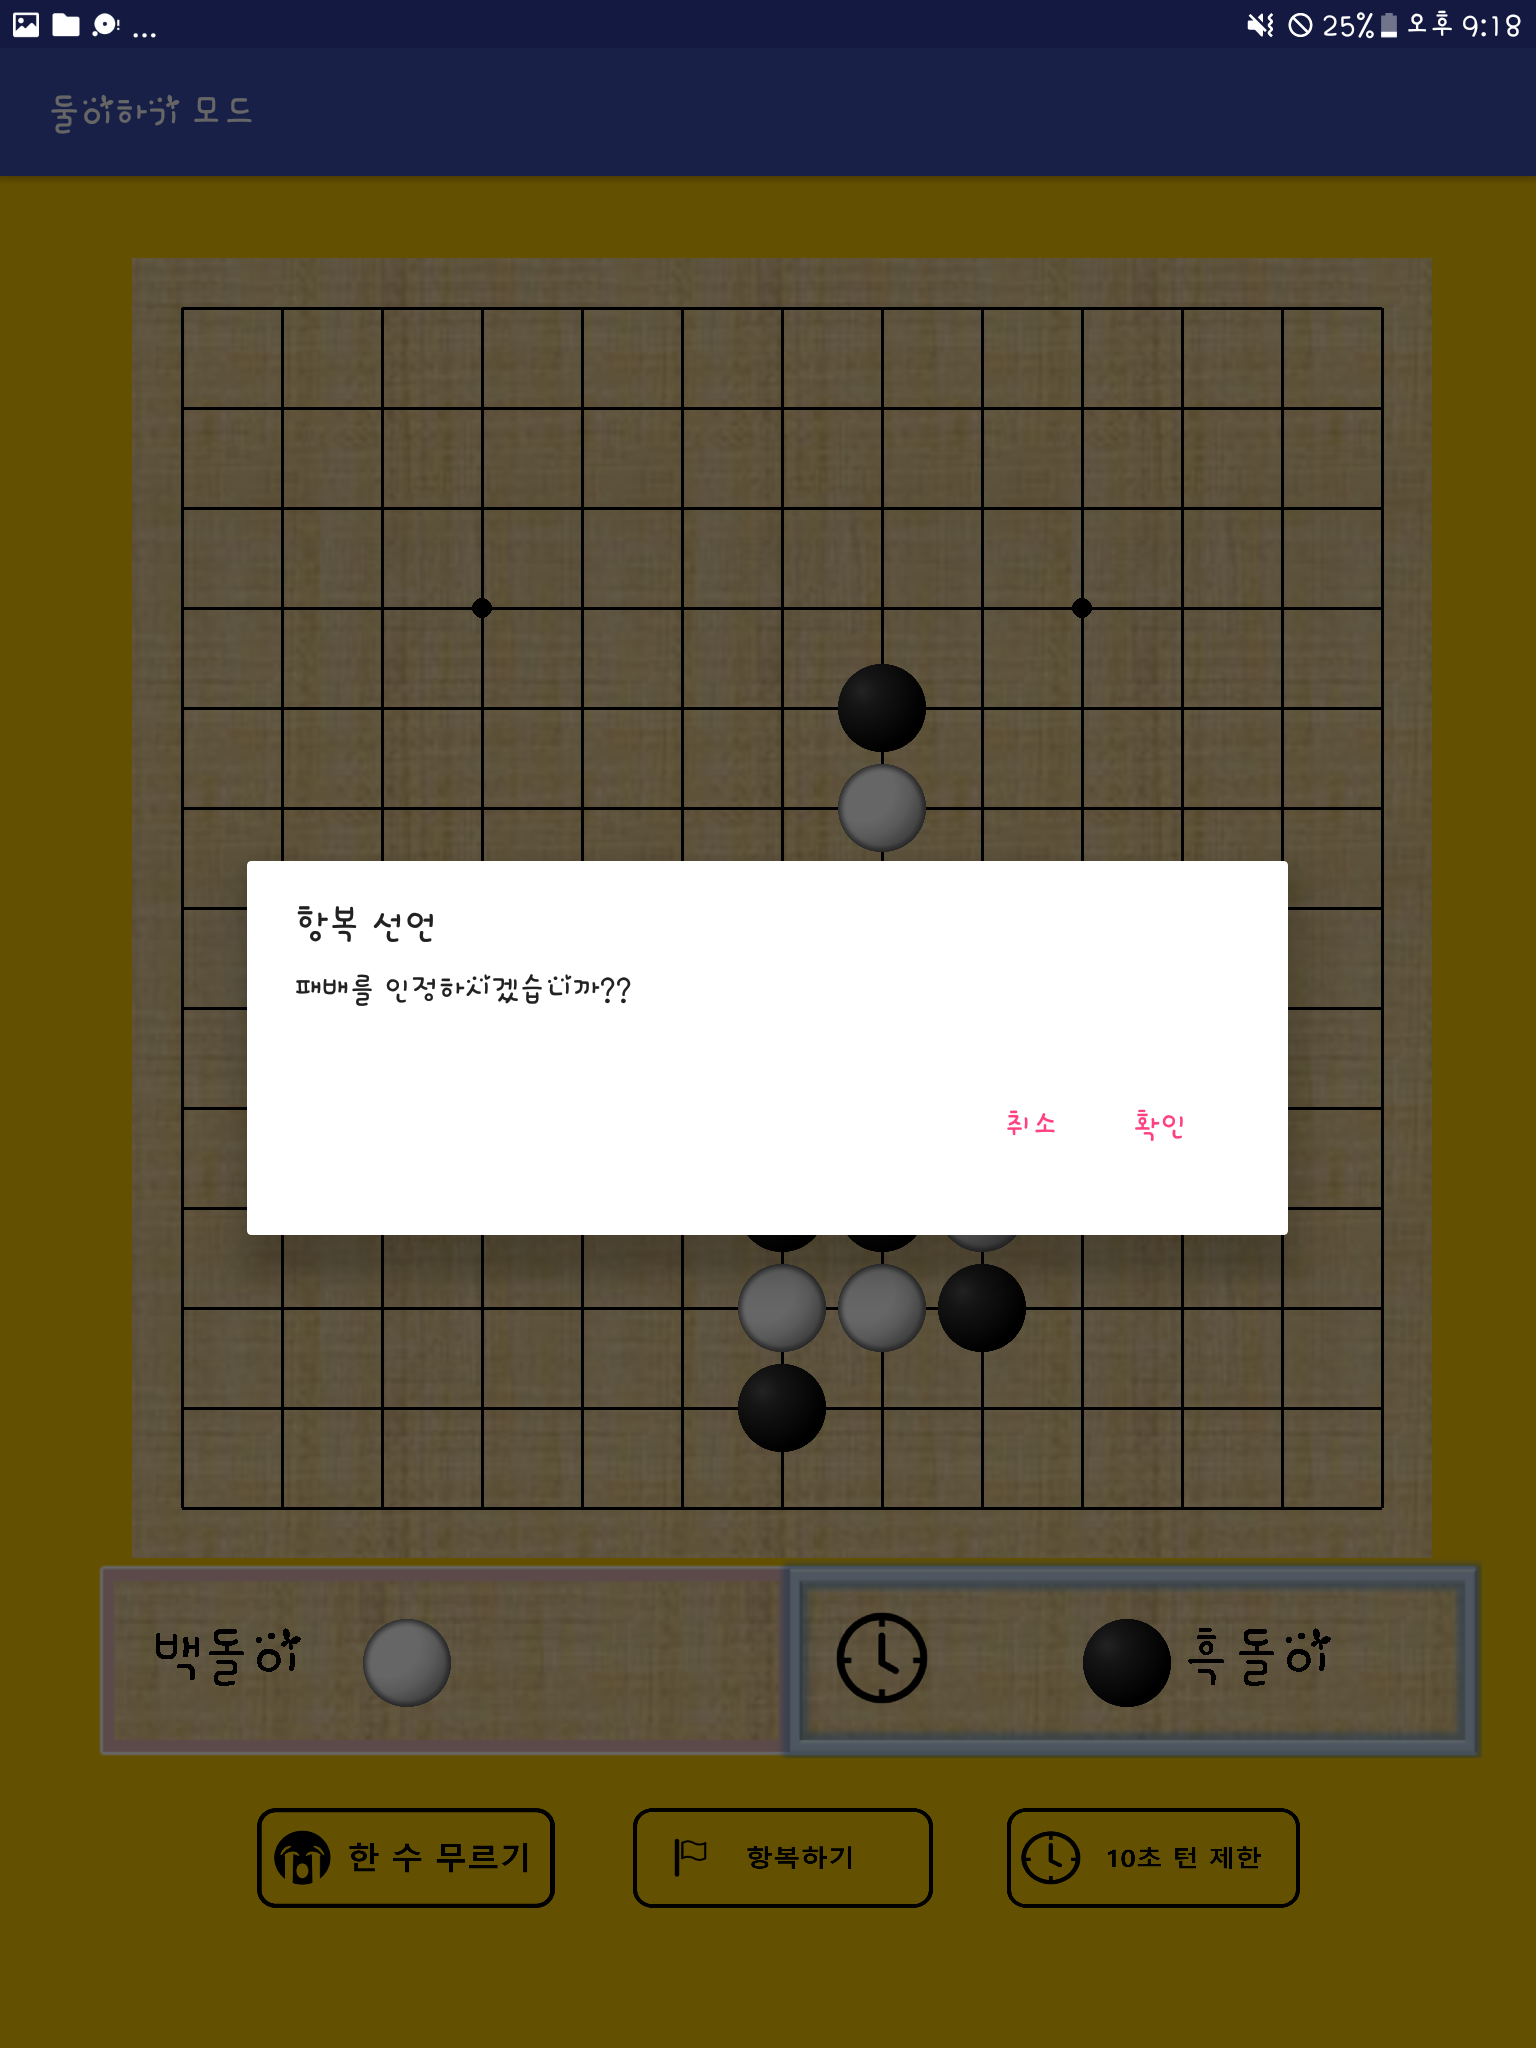 ... 25% 오후 9:18
둘이하기 모드
항복 선언
패배를 인정하시겠습니까??
취소 확인
백돌이 흑돌이
한 수 무르기 항복하기 10초 턴 제한